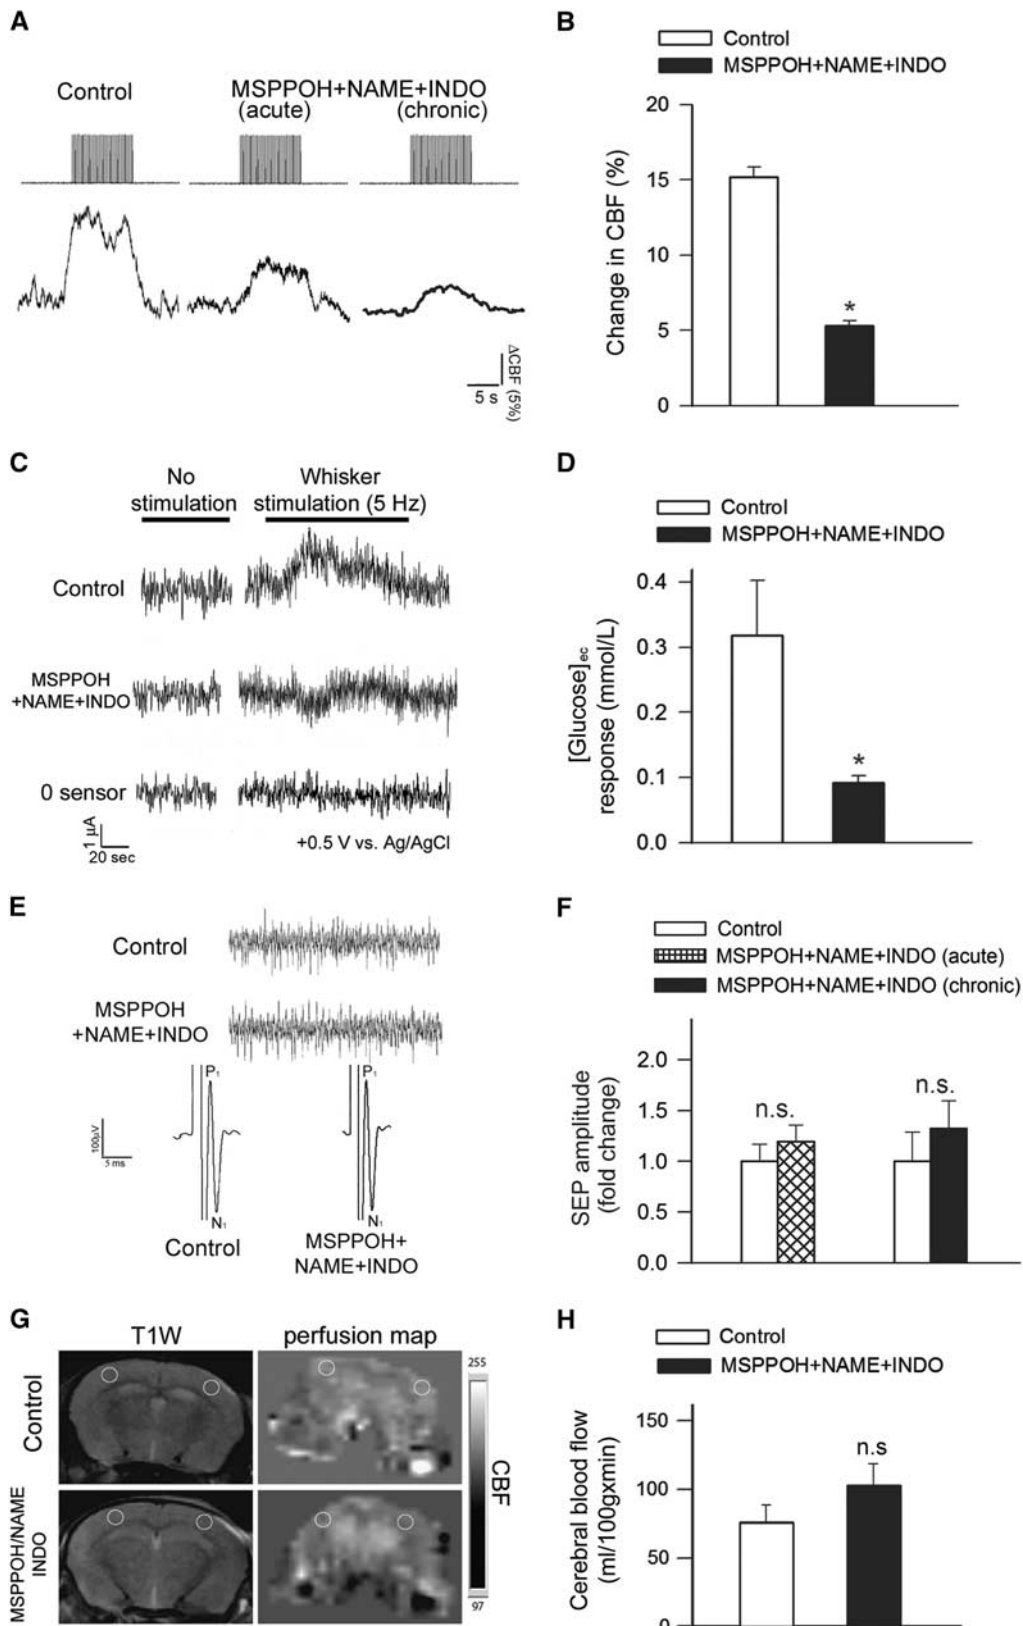 A
Control
MSPPOH+NAME+INDO
(acute)
(chronic)
ΔCBF (5%)
5 s
B
Control
MSPPOH+NAME+INDO
Change in CBF (%)
20
15
10
5
0
*
C
No
stimulation
Whisker
stimulation (5 Hz)
Control
MSPPOH
+NAME+INDO
0 sensor
1 µA
20 sec
+0.5 V vs. Ag/AgCl
D
Control
MSPPOH+NAME+INDO
[Glucose]ec
response (mmol/L)
0.4
0.3
0.2
0.1
0.0
*
E
Control
MSPPOH
+NAME+INDO
P1
P1
100µV
5 ms
N1
N1
Control
MSPPOH+
NAME+INDO
F
Control
MSPPOH+NAME+INDO (acute)
MSPPOH+NAME+INDO (chronic)
SEP amplitude
(fold change)
2.0
1.5
1.0
0.5
0.0
n.s.
n.s.
G
T1W
perfusion map
Control
MSPPOH/NAME
INDO
255
CBF
97
H
Control
MSPPOH+NAME+INDO
Cerebral blood flow
(ml/100gxmin)
150
100
50
0
n.s